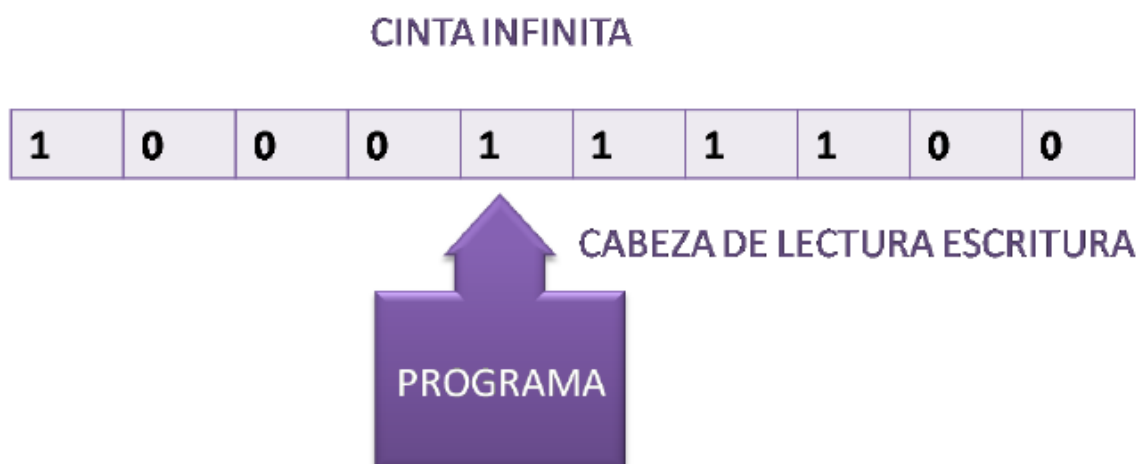 CINTA INFINITA
1 0 0 0 1 1 1 1 0 0
CABEZA DE LECTURA ESCRITURA
PROGRAMA